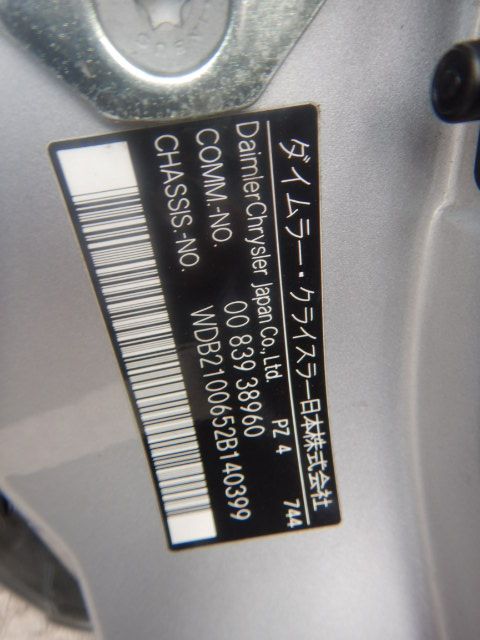 ダイムラー・クライスラー日本株式会社
DaimlerChrysler Japan Co.,Ltd. PZ 4 744
COMM.-NO. 00 839 38960
CHASSIS.-NO. WDB2100652B140399